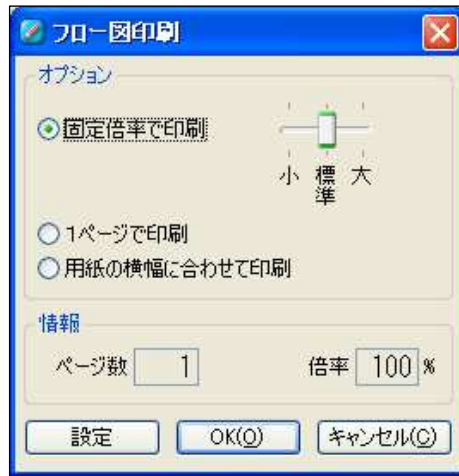 フロー図印刷
オプション
固定倍率で印刷
小 標準 大
1ページで印刷
用紙の横幅に合わせて印刷
情報
ページ数 1 倍率 100 %
設定 OK(O) キャンセル(C)